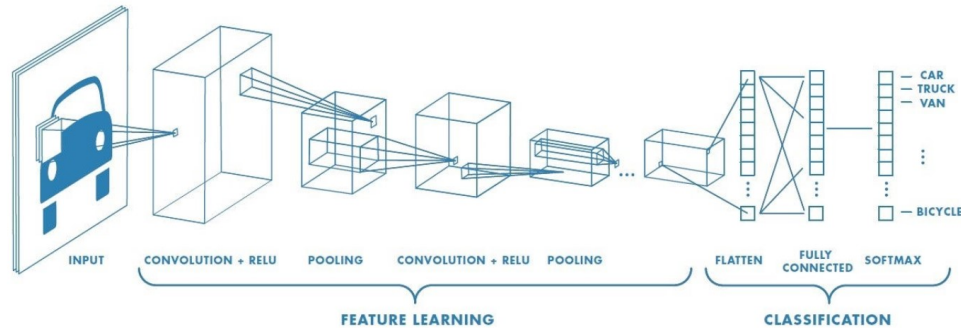 CAR
TRUCK
VAN
BICYCLE
INPUT
CONVOLUTION + RELU
POOLING
CONVOLUTION + RELU
POOLING
FLATTEN
FULLY
CONNECTED
SOFTMAX
FEATURE LEARNING
CLASSIFICATION